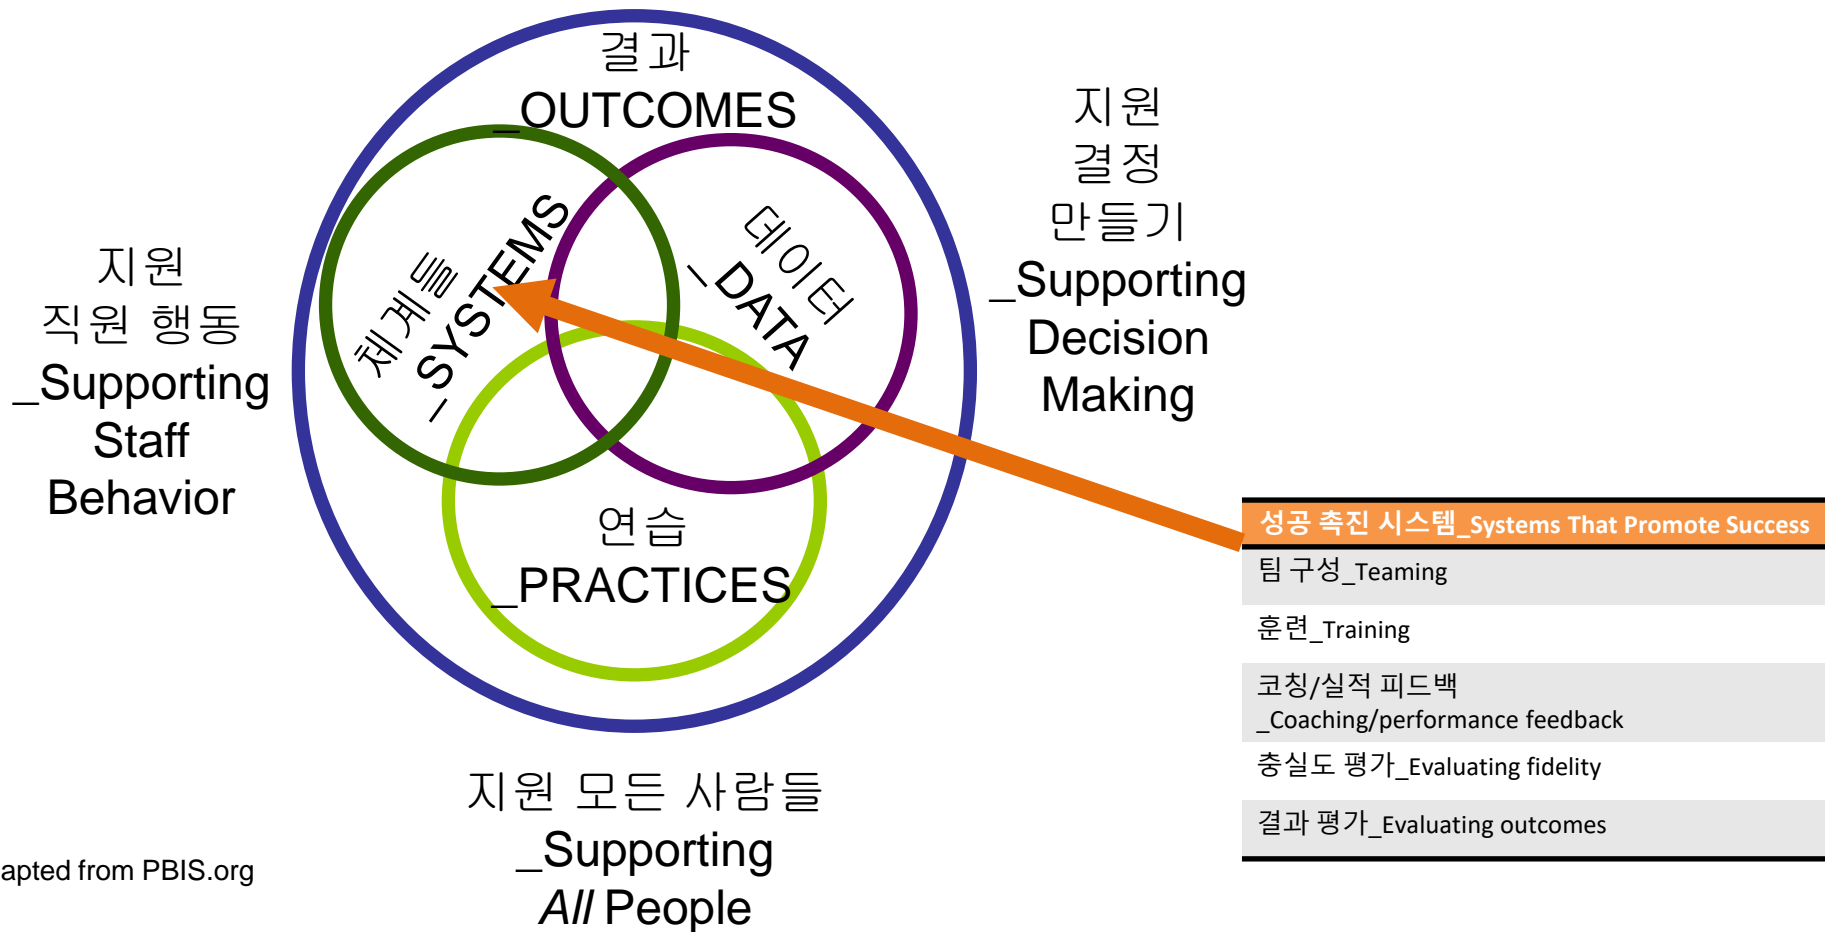 결과
_OUTCOMES
지원
결정
만들기
_Supporting
Decision
Making
지원
직원 행동
_Supporting
Staff
Behavior
체계들
_SYSTEMS
데이터
_DATA
연습
_PRACTICES
성공 촉진 시스템_Systems That Promote Success
팀 구성_Teaming
훈련_Training
코칭/실적 피드백
_Coaching/performance feedback
충실도 평가_Evaluating fidelity
결과 평가_Evaluating outcomes
지원 모든 사람들
_Supporting
All People
apted from PBIS.org